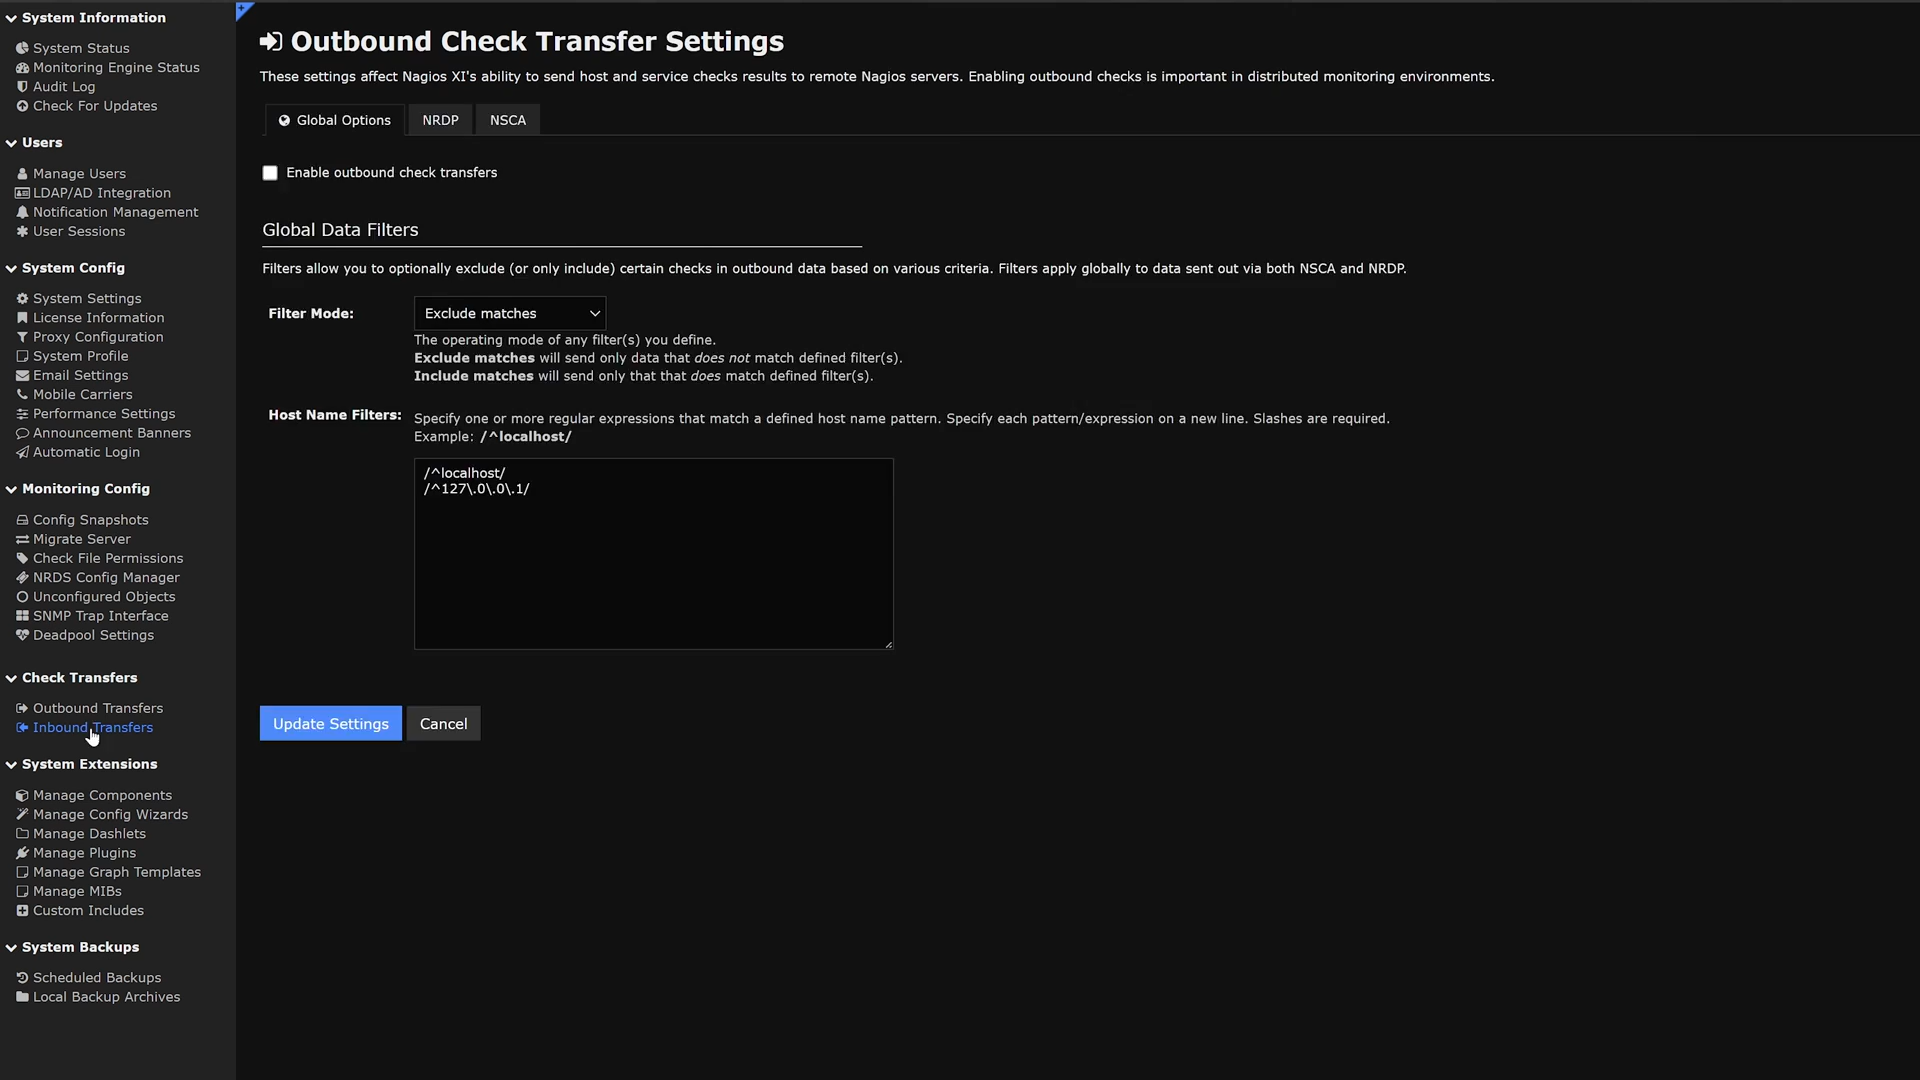 System Information
System Status
Monitoring Engine Status
Audit Log
Check For Updates
Users
Manage Users
LDAP/AD Integration
Notification Management
User Sessions
System Config
System Settings
License Information
Proxy Configuration
System Profile
Email Settings
Mobile Carriers
Performance Settings
Announcement Banners
Automatic Login
Monitoring Config
Config Snapshots
Migrate Server
Check File Permissions
NRDS Config Manager
Unconfigured Objects
SNMP Trap Interface
Deadpool Settings
Check Transfers
Outbound Transfers
Inbound Transfers
System Extensions
Manage Components
Manage Config Wizards
Manage Dashlets
Manage Plugins
Manage Graph Templates
Manage MIBs
Custom Includes
System Backups
Scheduled Backups
Local Backup Archives
Outbound Check Transfer Settings
These settings affect Nagios XI's ability to send host and service checks results to remote Nagios servers. Enabling outbound checks is important in distributed monitoring environments.
Global Options NRDP NSCA
Enable outbound check transfers
Global Data Filters
Filters allow you to optionally exclude (or only include) certain checks in outbound data based on various criteria. Filters apply globally to data sent out via both NSCA and NRDP.
Filter Mode: Exclude matches
The operating mode of any filter(s) you define.
Exclude matches will send only data that does not match defined filter(s).
Include matches will send only that that does match defined filter(s).
Host Name Filters: Specify one or more regular expressions that match a defined host name pattern. Specify each pattern/expression on a new line. Slashes are required.
Example: /^localhost/
/^localhost/
/^127\.0\.0\.1/
Update Settings Cancel